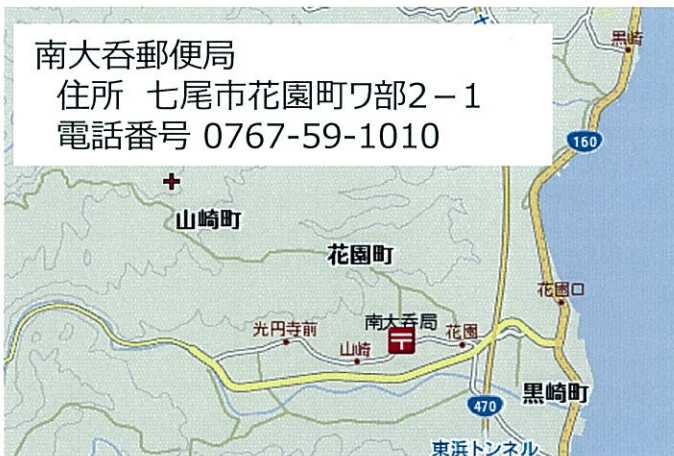 南大呑郵便局
住所 七尾市花園町ワ部2－1
電話番号 0767-59-1010
黒崎
160
山崎町
花園町
花園口
南大呑局
光円寺前
花園
山崎
黒崎町
470
東浜トンネル